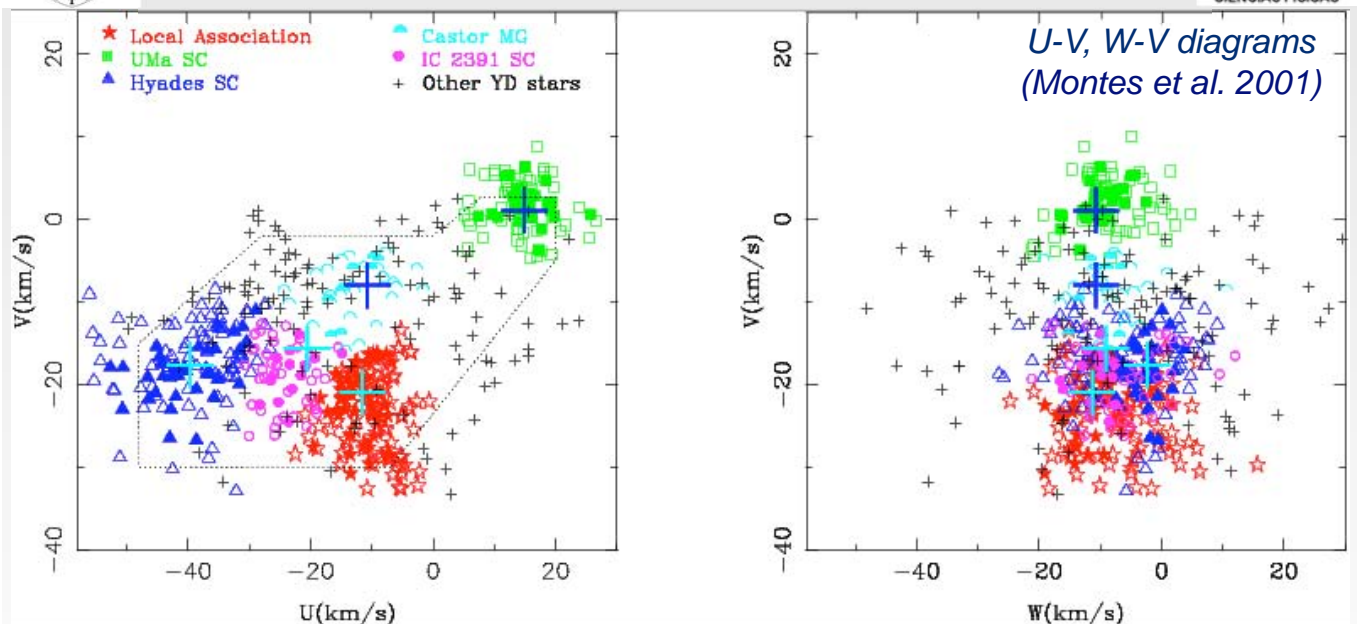 Local Association
Castor MG
UMa SC
IC 2391 SC
Hyades SC
Other YD stars
U-V, W-V diagrams
(Montes et al. 2001)
20
0
−20
−40
V(km/s)
−40
−20
0
20
U(km/s)
20
0
−20
−40
V(km/s)
−40
−20
0
20
W(km/s)